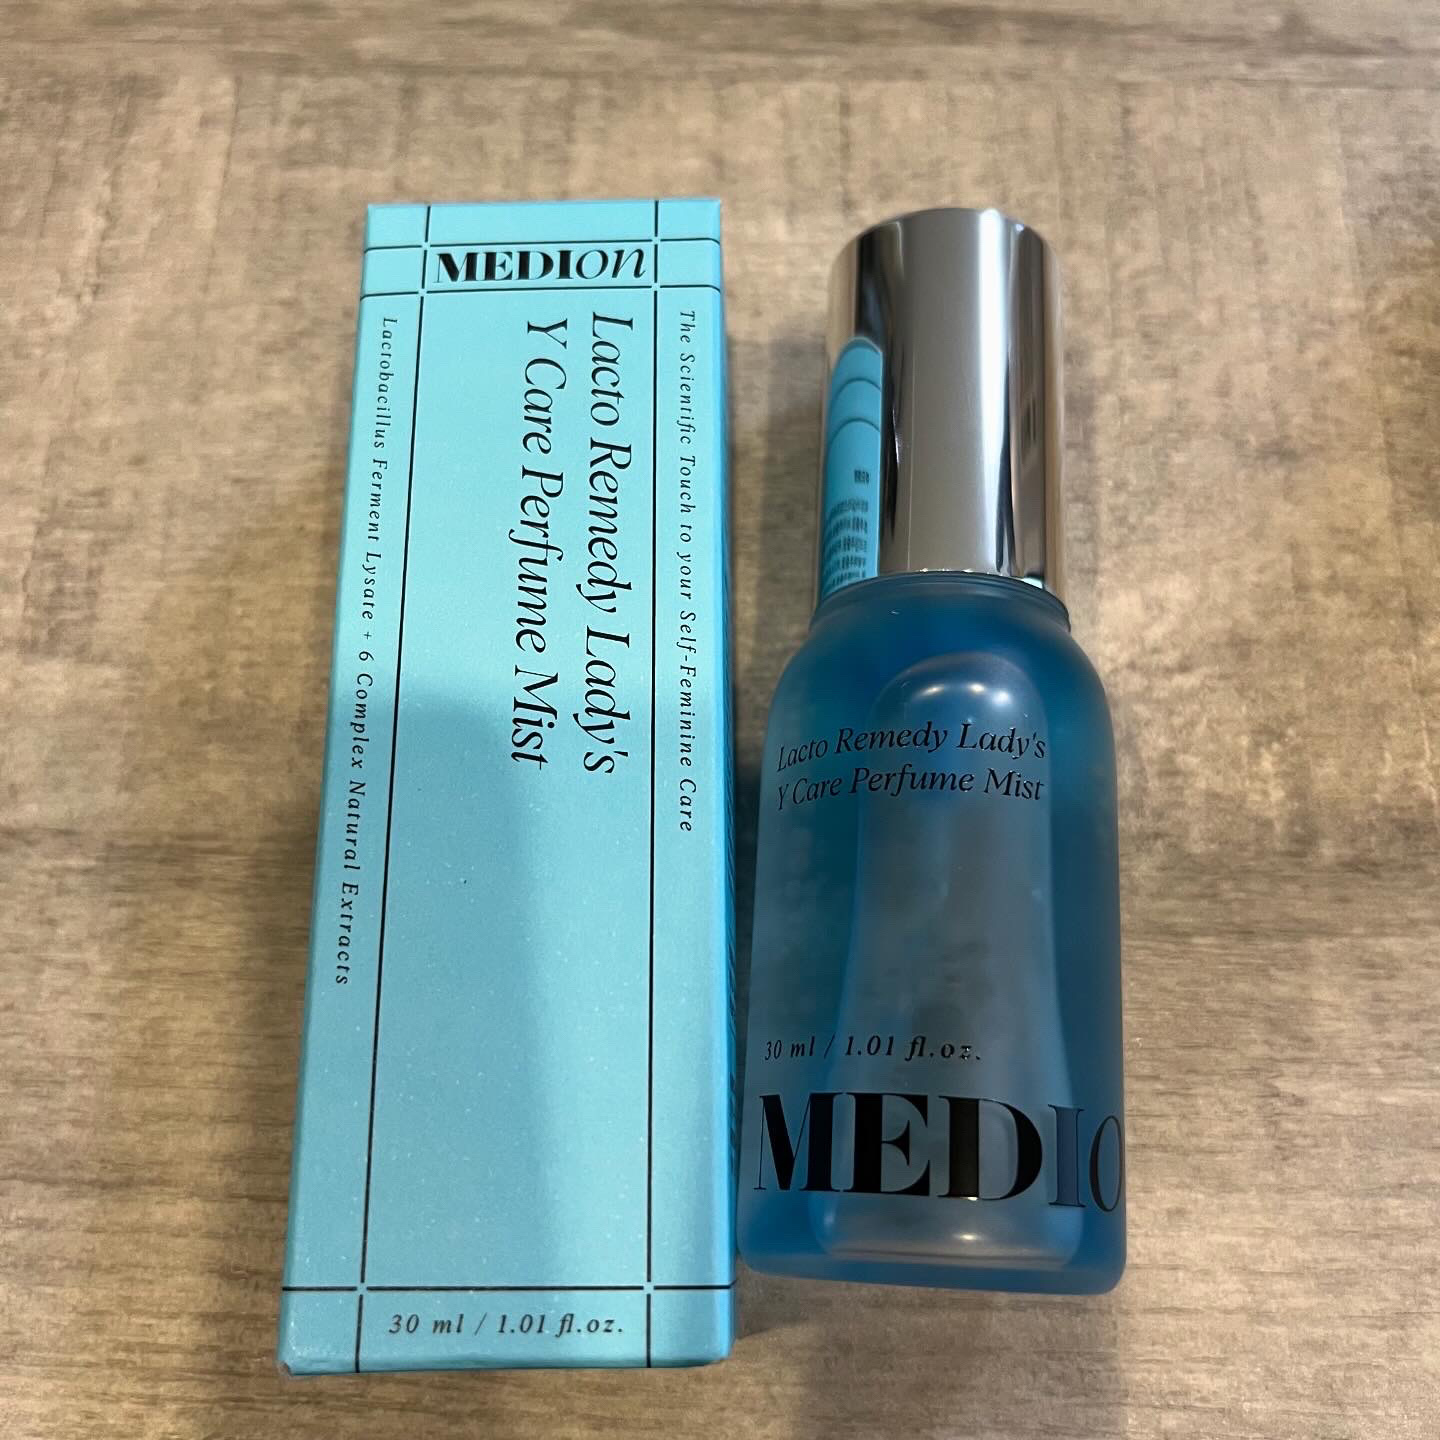 MEDIon
The Scientific Touch to your Self-Feminine Care
Lacto Remedy Lady's
Y Care Perfume Mist
Lactobacillus Ferment Lysate + 6 Complex Natural Extracts
30 ml / 1.01 fl.oz.
Lacto Remedy Lady's
Y Care Perfume Mist
30 ml / 1.01 fl.oz.
MEDIO